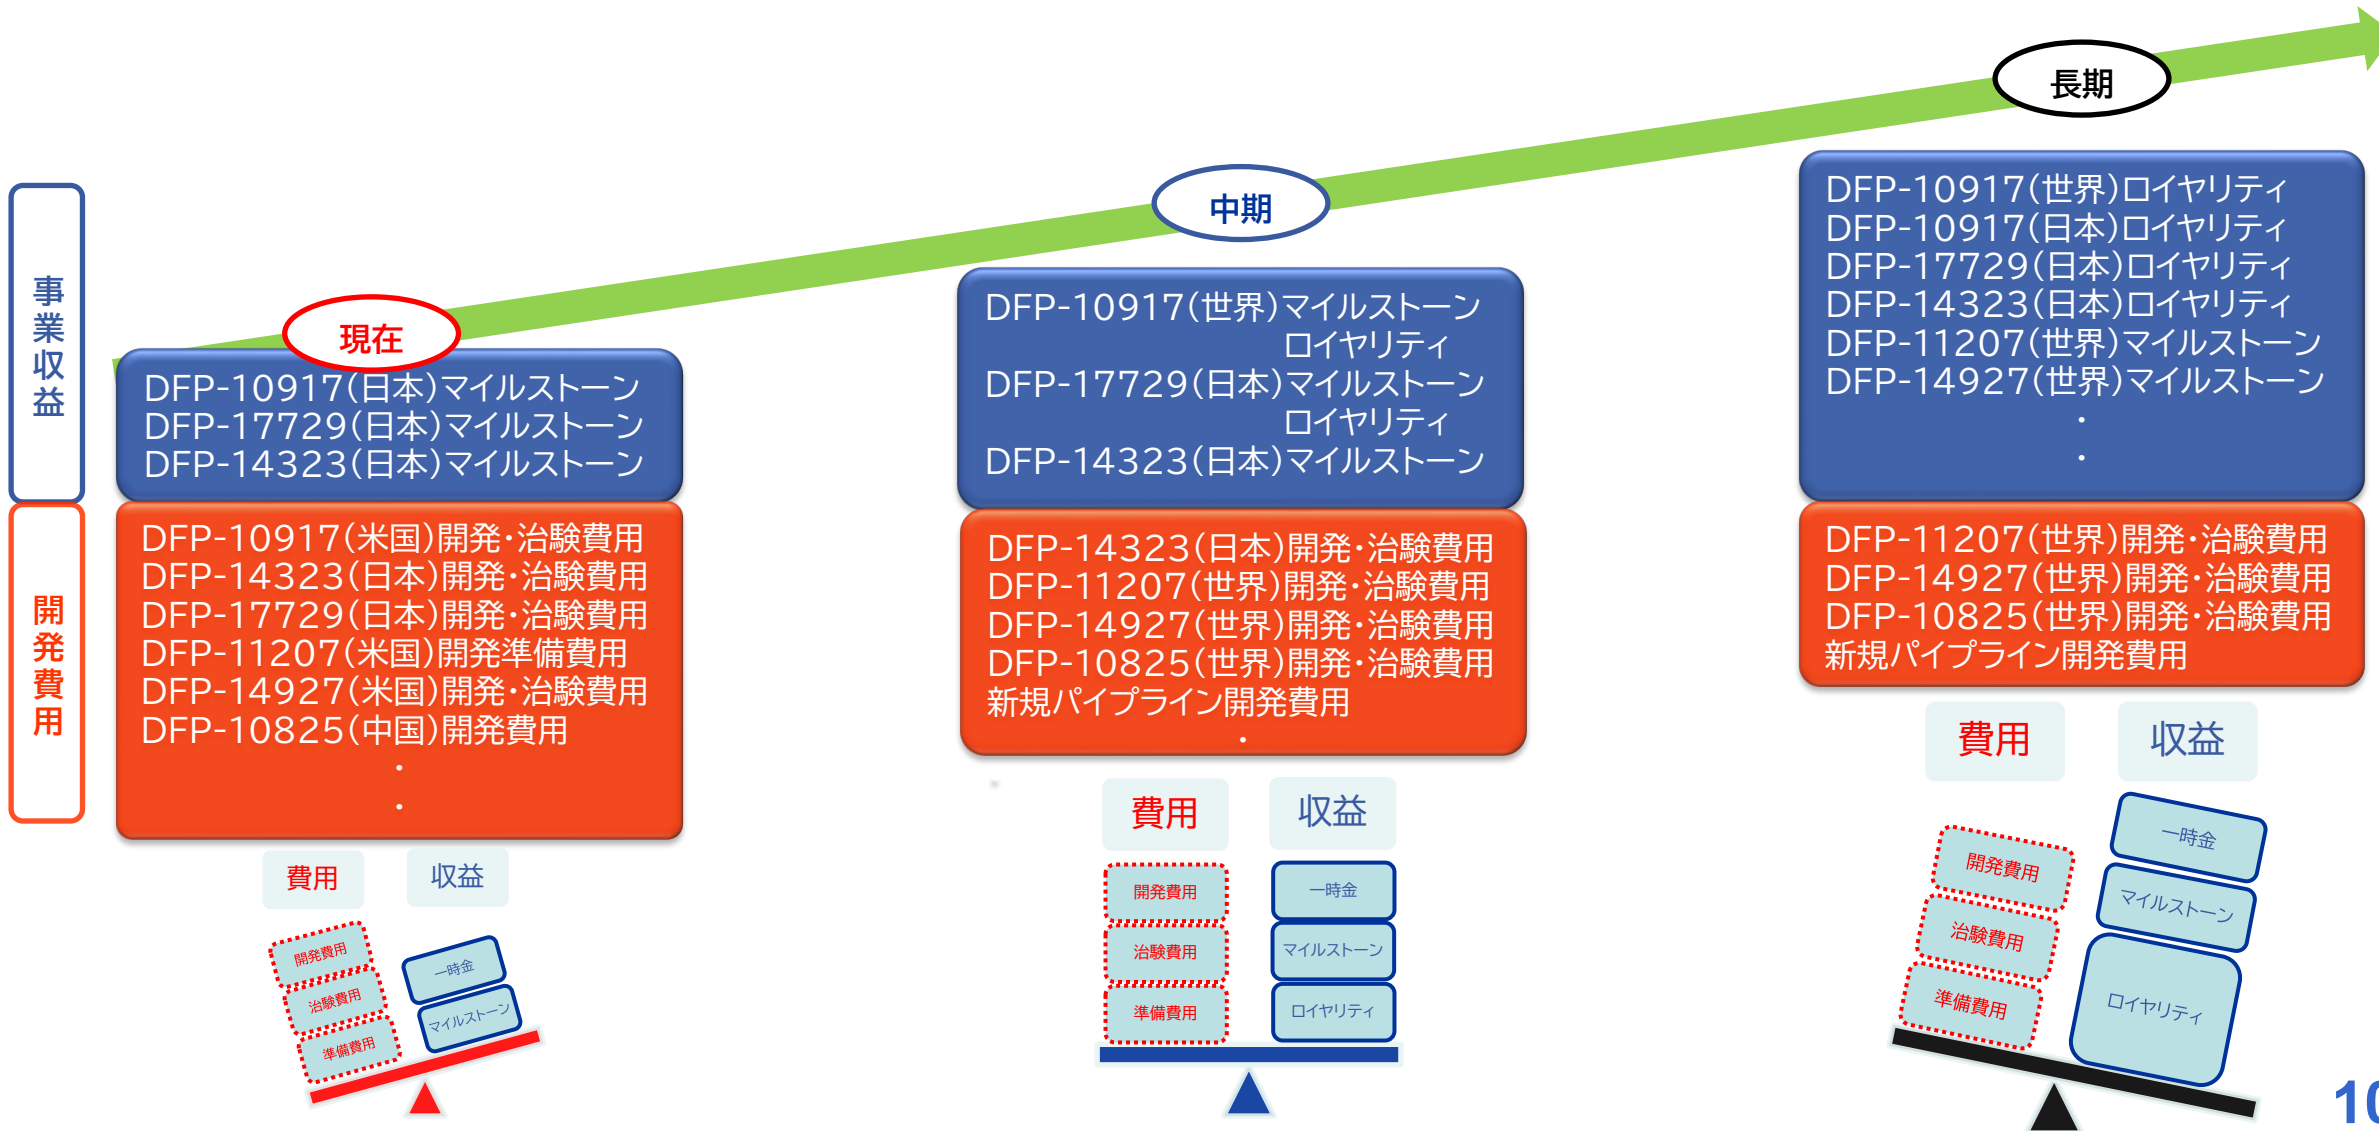 長期
中期
現在
事業収益
開発費用
DFP-10917(日本)マイルストーン
DFP-17729(日本)マイルストーン
DFP-14323(日本)マイルストーン
DFP-10917(米国)開発・治験費用
DFP-14323(日本)開発・治験費用
DFP-17729(日本)開発・治験費用
DFP-11207(米国)開発準備費用
DFP-14927(米国)開発・治験費用
DFP-10825(中国)開発費用
・
・
費用
収益
開発費用
治験費用
準備費用
一時金
マイルストーン
DFP-10917(世界)マイルストーン
ロイヤリティ
DFP-17729(日本)マイルストーン
ロイヤリティ
DFP-14323(日本)マイルストーン
DFP-14323(日本)開発・治験費用
DFP-11207(世界)開発・治験費用
DFP-14927(世界)開発・治験費用
DFP-10825(世界)開発・治験費用
新規パイプライン開発費用
・
費用
収益
開発費用
治験費用
準備費用
一時金
マイルストーン
ロイヤリティ
DFP-10917(世界)ロイヤリティ
DFP-10917(日本)ロイヤリティ
DFP-17729(日本)ロイヤリティ
DFP-14323(日本)ロイヤリティ
DFP-11207(世界)マイルストーン
DFP-14927(世界)マイルストーン
・
・
DFP-11207(世界)開発・治験費用
DFP-14927(世界)開発・治験費用
DFP-10825(世界)開発・治験費用
新規パイプライン開発費用
費用
収益
開発費用
治験費用
準備費用
一時金
マイルストーン
ロイヤリティ
10